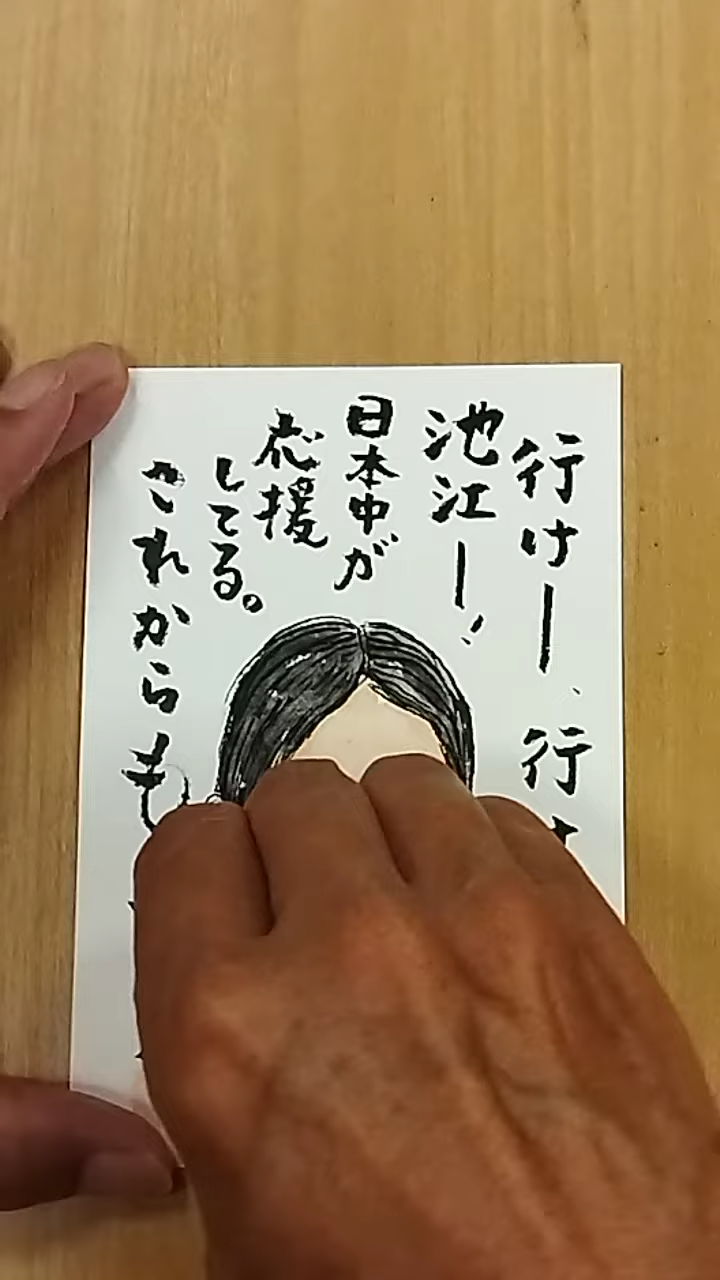 行けー、行け
池江ー!
日本中が
応援
してる。
これからも